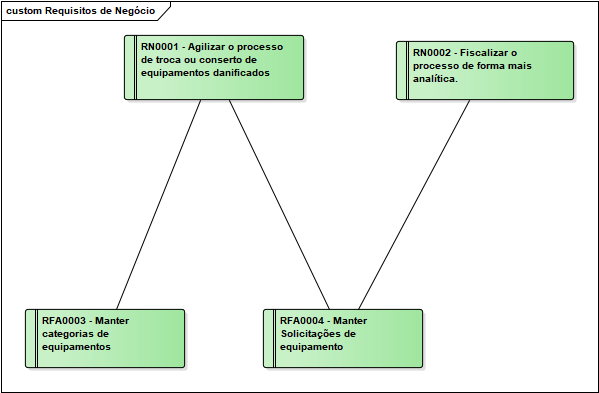 custom Requisitos de Negócio
RN0001 - Agilizar o processo
de troca ou conserto de
equipamentos danificados
RN0002 - Fiscalizar o
processo de forma mais
analítica.
RFA0003 - Manter
categorias de
equipamentos
RFA0004 - Manter
Solicitações de
equipamento